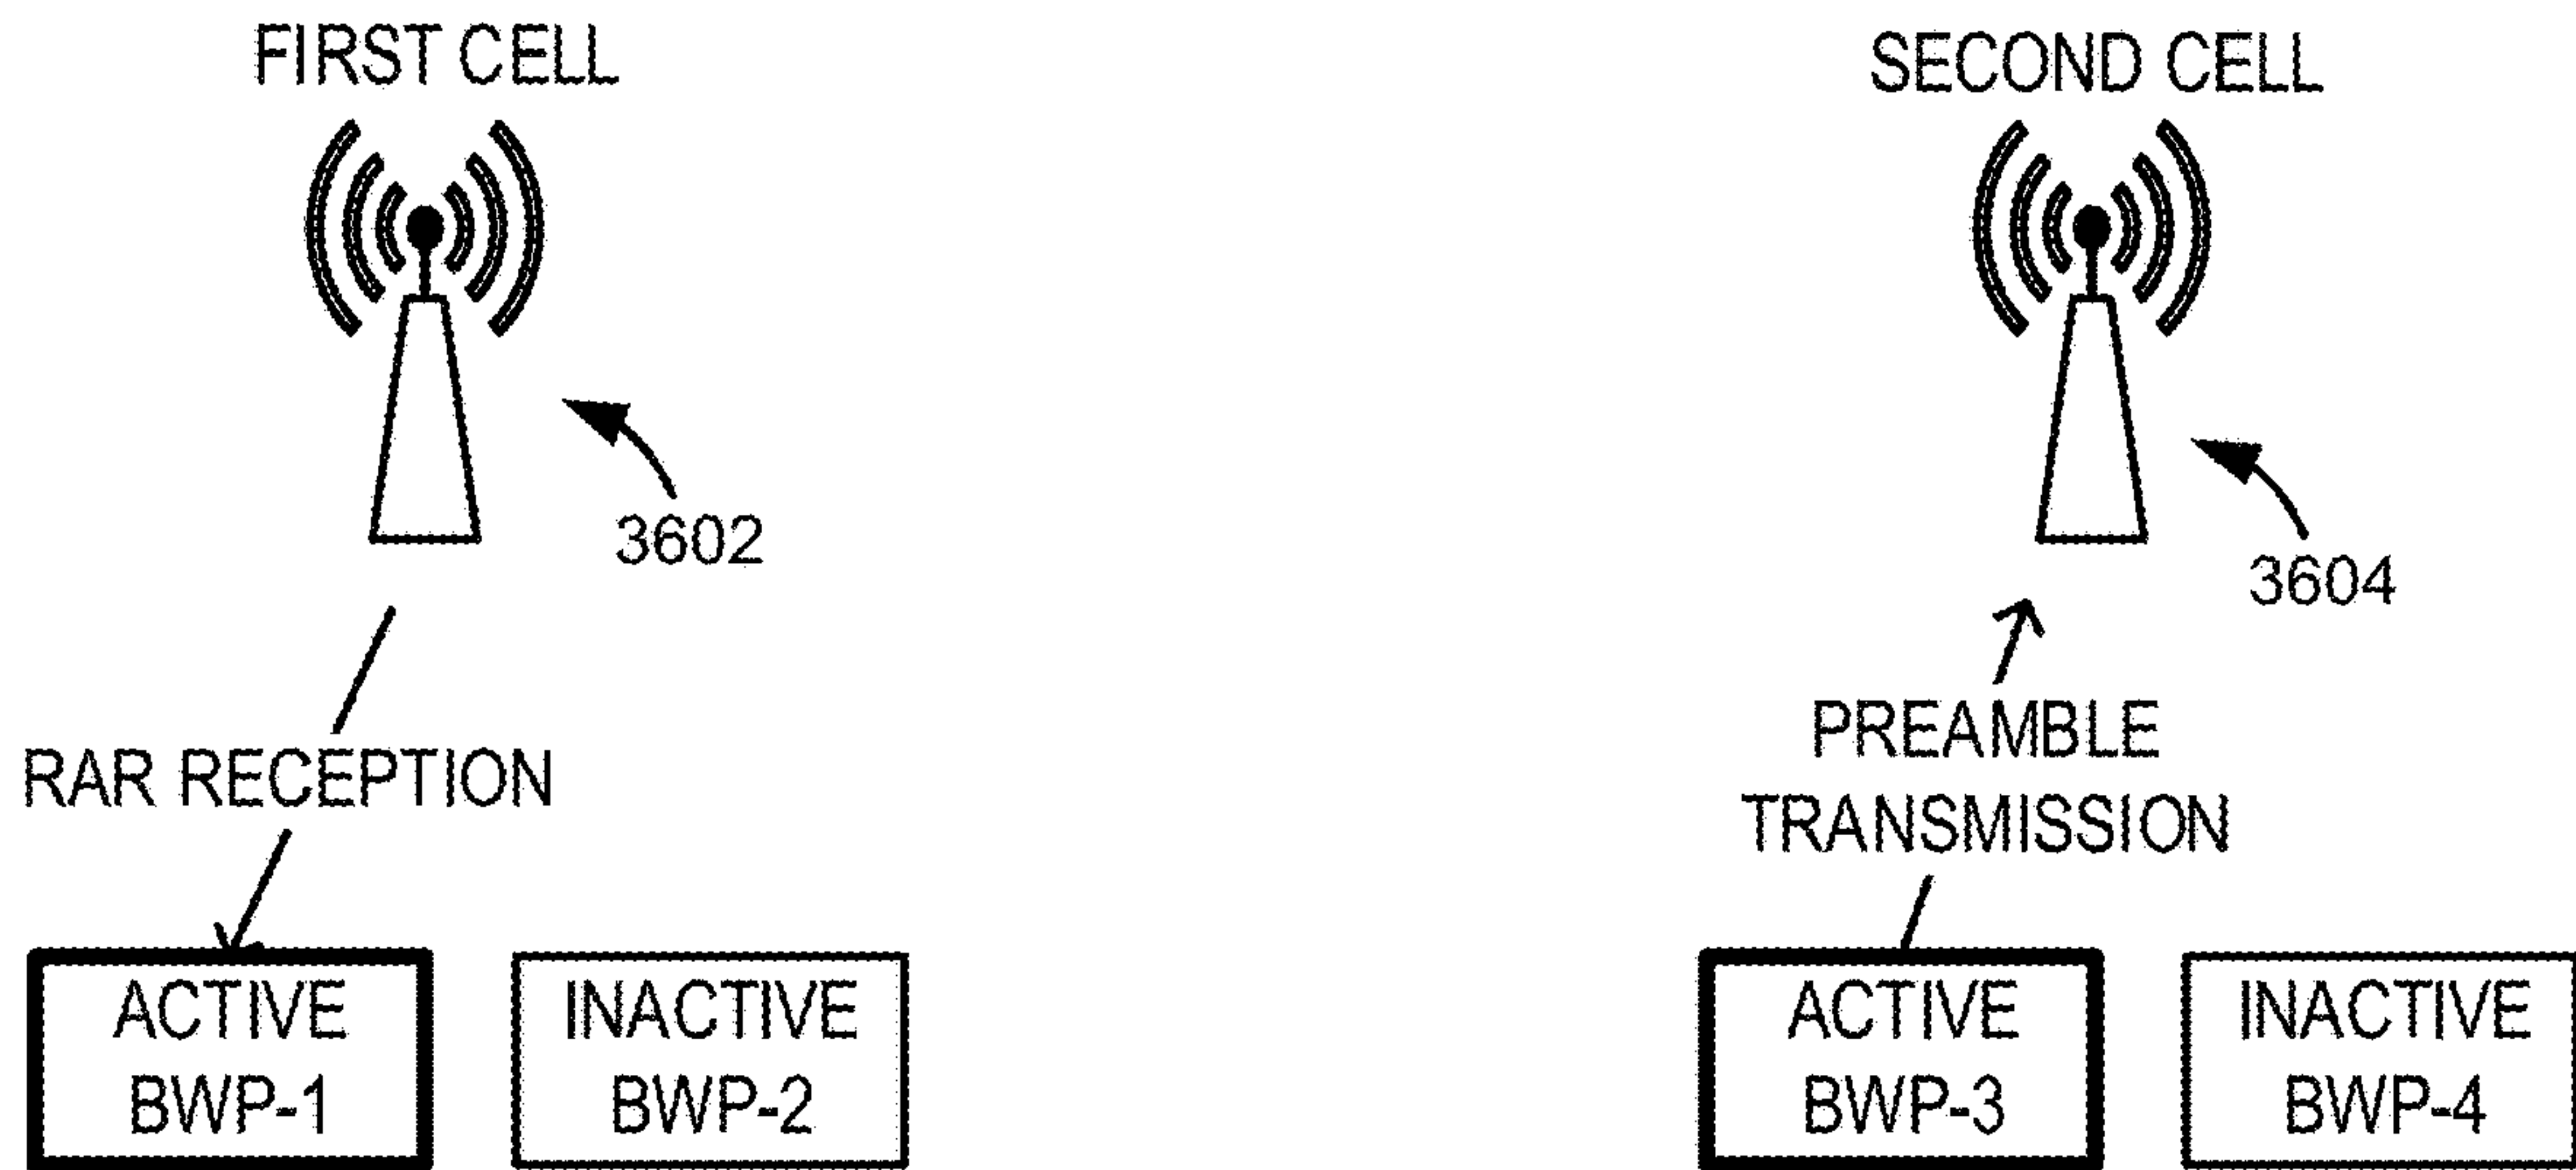 FIRST CELL
3602
RAR RECEPTION
ACTIVE
BWP-1
INACTIVE
BWP-2
SECOND CELL
3604
PREAMBLE
TRANSMISSION
ACTIVE
BWP-3
INACTIVE
BWP-4